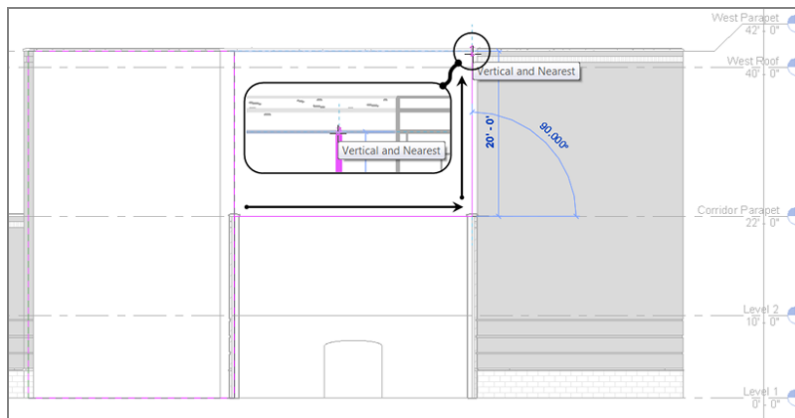 West Parapet
42' - 0"
Vertical and Nearest
West Roof
40' - 0"
Vertical and Nearest
20' - 0"
90.000°
Corridor Parapet
22' - 0"
Level 2
10' - 0"
Level 1
0' - 0"